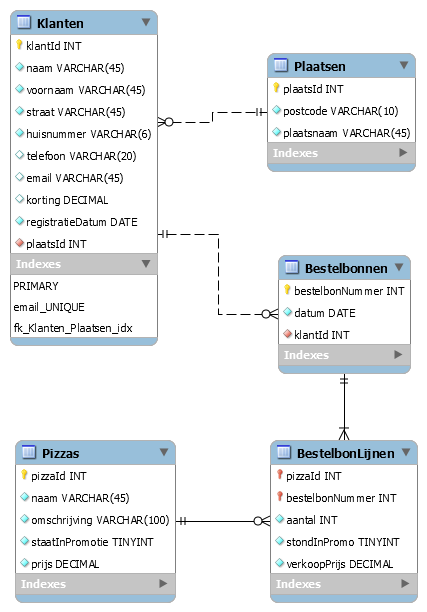 Klanten
klantId INT
naam VARCHAR(45)
voornaam VARCHAR(45)
straat VARCHAR(45)
huisnummer VARCHAR(6)
telefoon VARCHAR(20)
email VARCHAR(45)
korting DECIMAL
registratieDatum DATE
plaatsId INT
Indexes
PRIMARY
email_UNIQUE
fk_Klanten_Plaatsen_idx
Plaatsen
plaatsId INT
postcode VARCHAR(10)
plaatsnaam VARCHAR(45)
Indexes
Bestelbonnen
bestelbonNummer INT
datum DATE
klantId INT
Indexes
Pizzas
pizzaId INT
naam VARCHAR(45)
omschrijving VARCHAR(100)
staatInPromotie TINYINT
prijs DECIMAL
Indexes
BestelbonLijnen
pizzaId INT
bestelbonNummer INT
aantal INT
stondInPromo TINYINT
verkoopPrijs DECIMAL
Indexes